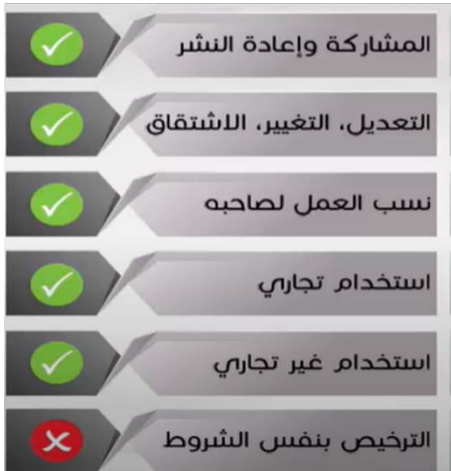 المشاركة وإعادة النشر
التعديل، التغيير، الاشتقاق
نسب العمل لصاحبه
استخدام تجاري
استخدام غير تجاري
الترخيص بنفس الشروط